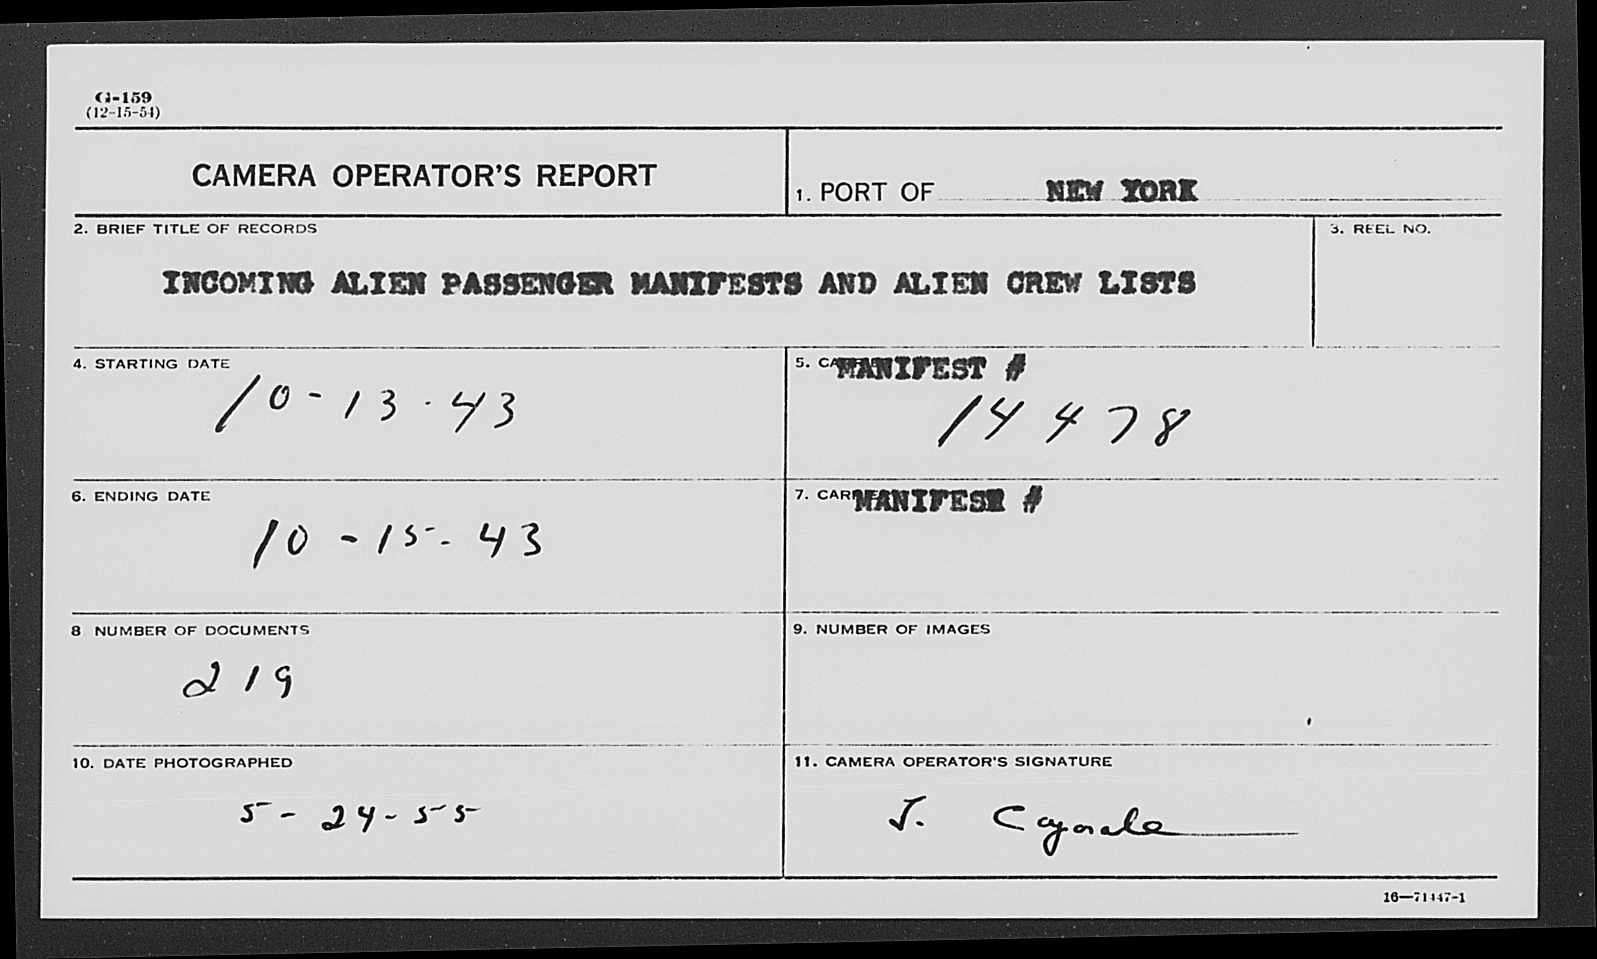 G-159
(12-15-54)
CAMERA OPERATOR'S REPORT
1. PORT OF NEW YORK
2. BRIEF TITLE OF RECORDS
3. REEL NO.
INCOMING ALIEN PASSENGER MANIFESTS AND ALIEN CREW LISTS
4. STARTING DATE
10-13-43
5. MANIFEST #
14478
6. ENDING DATE
10-15-43
7. MANIFEST #
8 NUMBER OF DOCUMENTS
219
9. NUMBER OF IMAGES
10. DATE PHOTOGRAPHED
5-24-55
11. CAMERA OPERATOR'S SIGNATURE
J.
16—71447-1